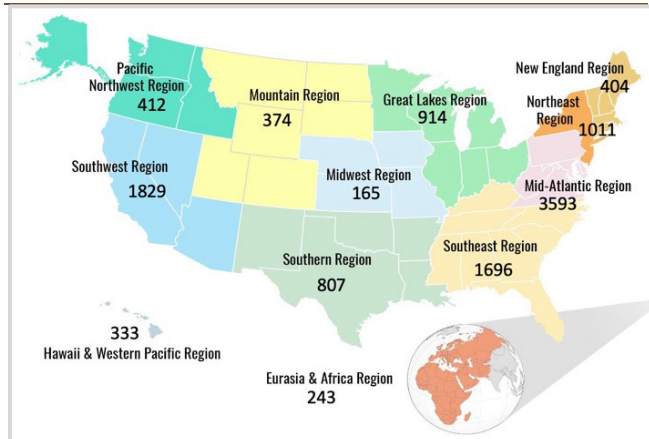 New England Region
404
Pacific
Northwest Region
412
Mountain Region
374
Great Lakes Region
914
Northeast
Region
1011
Southwest Region
1829
Midwest Region
165
Mid-Atlantic Region
3593
Southeast Region
1696
Southern Region
807
333
Hawaii & Western Pacific Region
Eurasia & Africa Region
243